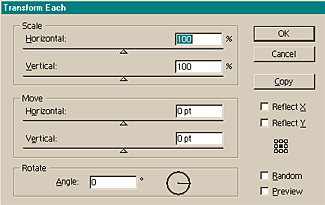 Transform Each
Scale
Horizontal: 100 %
Vertical: 100 %
Move
Horizontal: 0 pt
Vertical: 0 pt
Rotate
Angle: 0 °
OK
Cancel
Copy
Reflect X
Reflect Y
Random
Preview